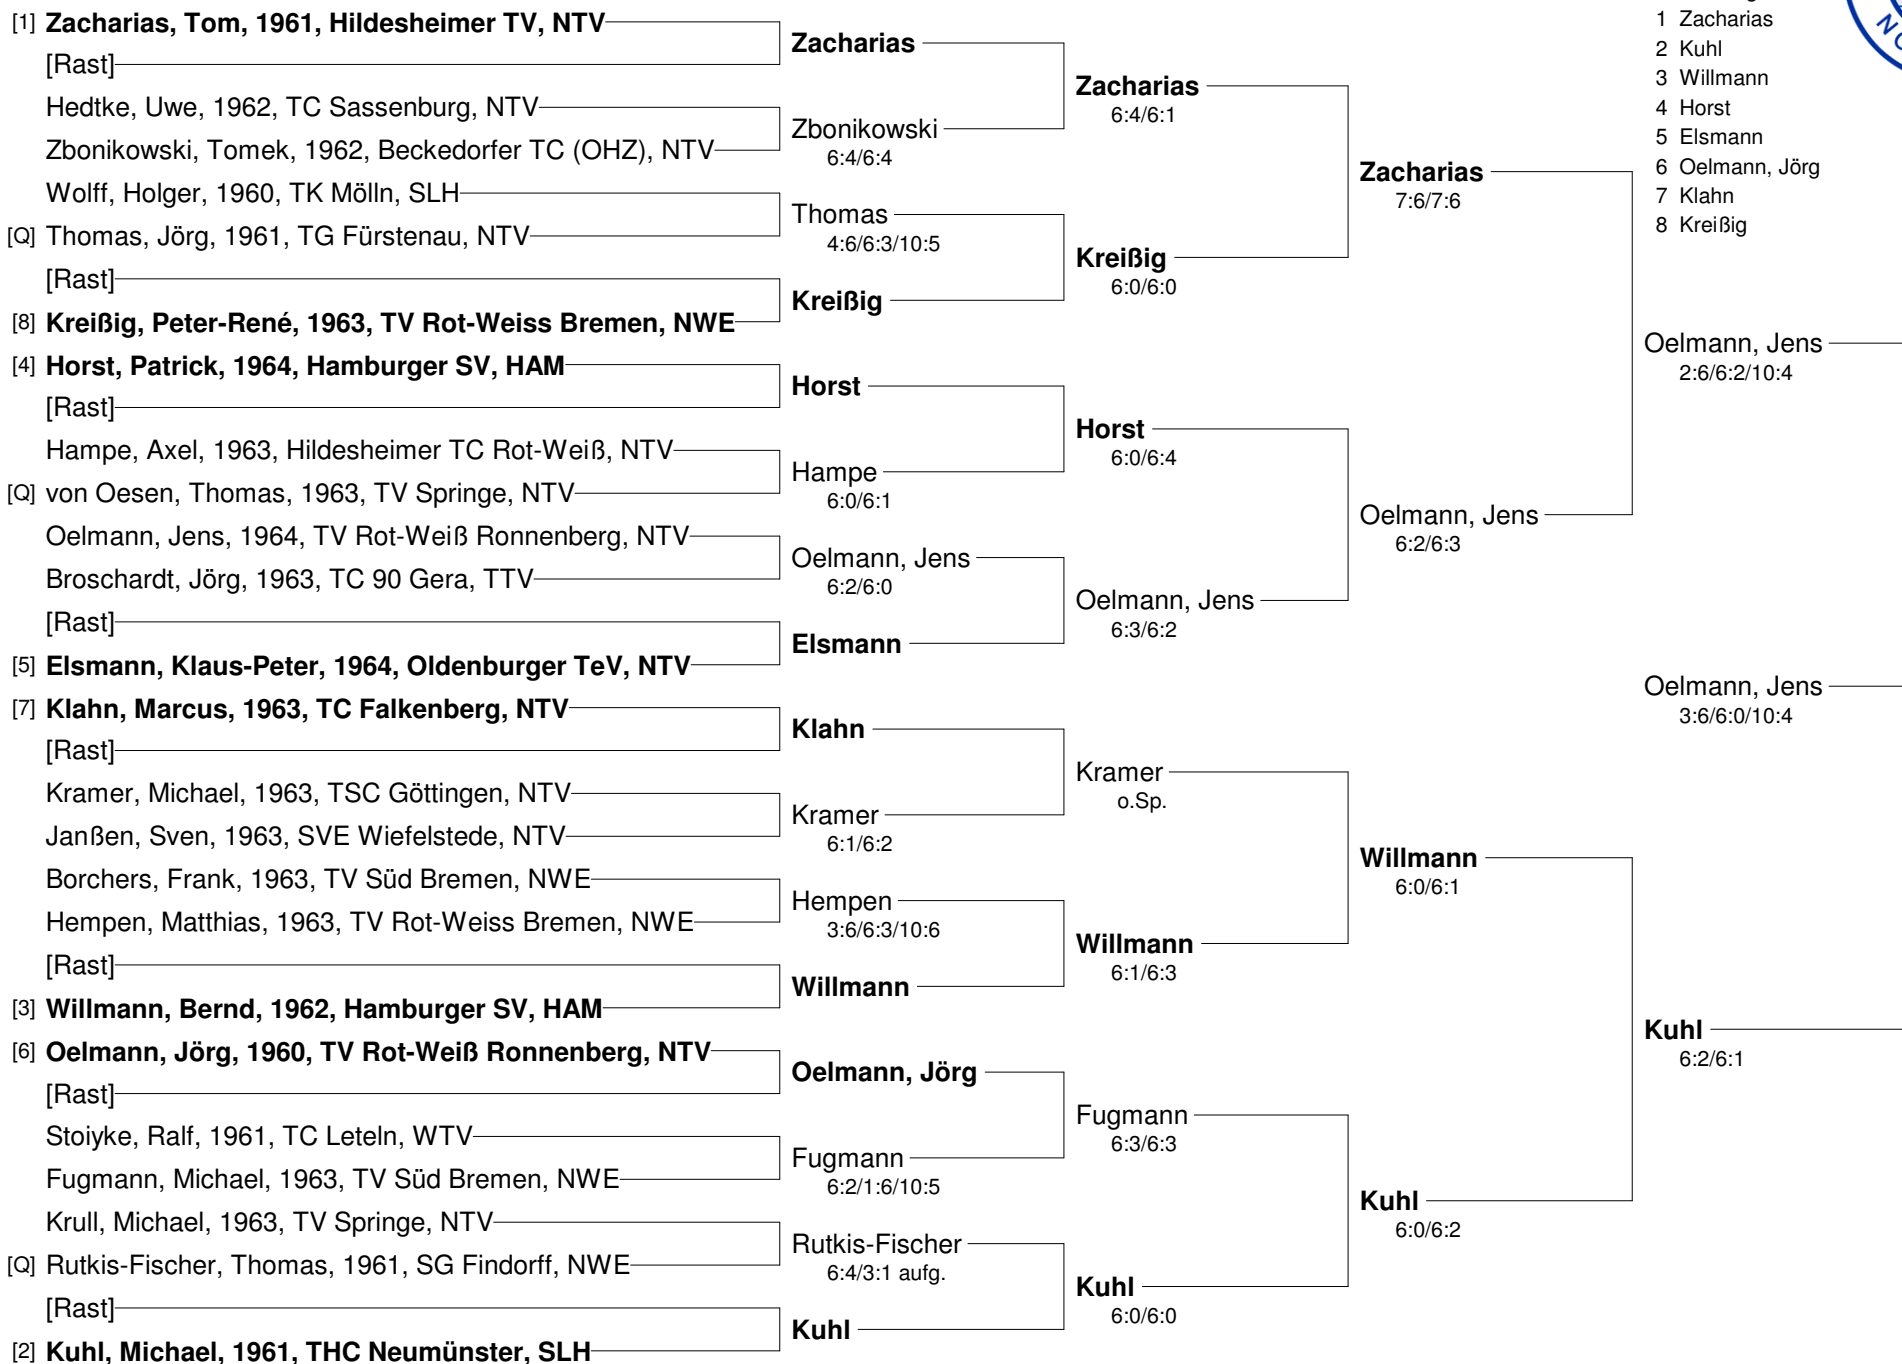 [1] Zacharias, Tom, 1961, Hildesheimer TV, NTV
[Rast]
Hedtke, Uwe, 1962, TC Sassenburg, NTV
Zbonikowski, Tomek, 1962, Beckedorfer TC (OHZ), NTV
Wolff, Holger, 1960, TK Mölln, SLH
[Q] Thomas, Jörg, 1961, TG Fürstenau, NTV
[Rast]
[8] Kreißig, Peter-René, 1963, TV Rot-Weiss Bremen, NWE
[4] Horst, Patrick, 1964, Hamburger SV, HAM
[Rast]
Hampe, Axel, 1963, Hildesheimer TC Rot-Weiß, NTV
[Q] von Oesen, Thomas, 1963, TV Springe, NTV
Oelmann, Jens, 1964, TV Rot-Weiß Ronnenberg, NTV
Broschardt, Jörg, 1963, TC 90 Gera, TTV
[Rast]
[5] Elsmann, Klaus-Peter, 1964, Oldenburger TeV, NTV
[7] Klahn, Marcus, 1963, TC Falkenberg, NTV
[Rast]
Kramer, Michael, 1963, TSC Göttingen, NTV
Janßen, Sven, 1963, SVE Wiefelstede, NTV
Borchers, Frank, 1963, TV Süd Bremen, NWE
Hempen, Matthias, 1963, TV Rot-Weiss Bremen, NWE
[Rast]
[3] Willmann, Bernd, 1962, Hamburger SV, HAM
[6] Oelmann, Jörg, 1960, TV Rot-Weiß Ronnenberg, NTV
[Rast]
Stoiyke, Ralf, 1961, TC Leteln, WTV
Fugmann, Michael, 1963, TV Süd Bremen, NWE
Krull, Michael, 1963, TV Springe, NTV
[Q] Rutkis-Fischer, Thomas, 1961, SG Findorff, NWE
[Rast]
[2] Kuhl, Michael, 1961, THC Neumünster, SLH
Zacharias
Zbonikowski
6:4/6:4
Thomas
4:6/6:3/10:5
Kreißig
Horst
Hampe
6:0/6:1
Oelmann, Jens
6:2/6:0
Elsmann
Klahn
Kramer
6:1/6:2
Hempen
3:6/6:3/10:6
Willmann
Oelmann, Jörg
Fugmann
6:2/1:6/10:5
Rutkis-Fischer
6:4/3:1 aufg.
Kuhl
Zacharias
6:4/6:1
Kreißig
6:0/6:0
Horst
6:0/6:4
Oelmann, Jens
6:3/6:2
Kramer
o.Sp.
Willmann
6:1/6:3
Fugmann
6:3/6:3
Kuhl
6:0/6:0
Zacharias
7:6/7:6
Oelmann, Jens
6:2/6:3
Willmann
6:0/6:1
Kuhl
6:0/6:2
Oelmann, Jens
2:6/6:2/10:4
Oelmann, Jens
3:6/6:0/10:4
Kuhl
6:2/6:1
1 Zacharias
2 Kuhl
3 Willmann
4 Horst
5 Elsmann
6 Oelmann, Jörg
7 Klahn
8 Kreißig